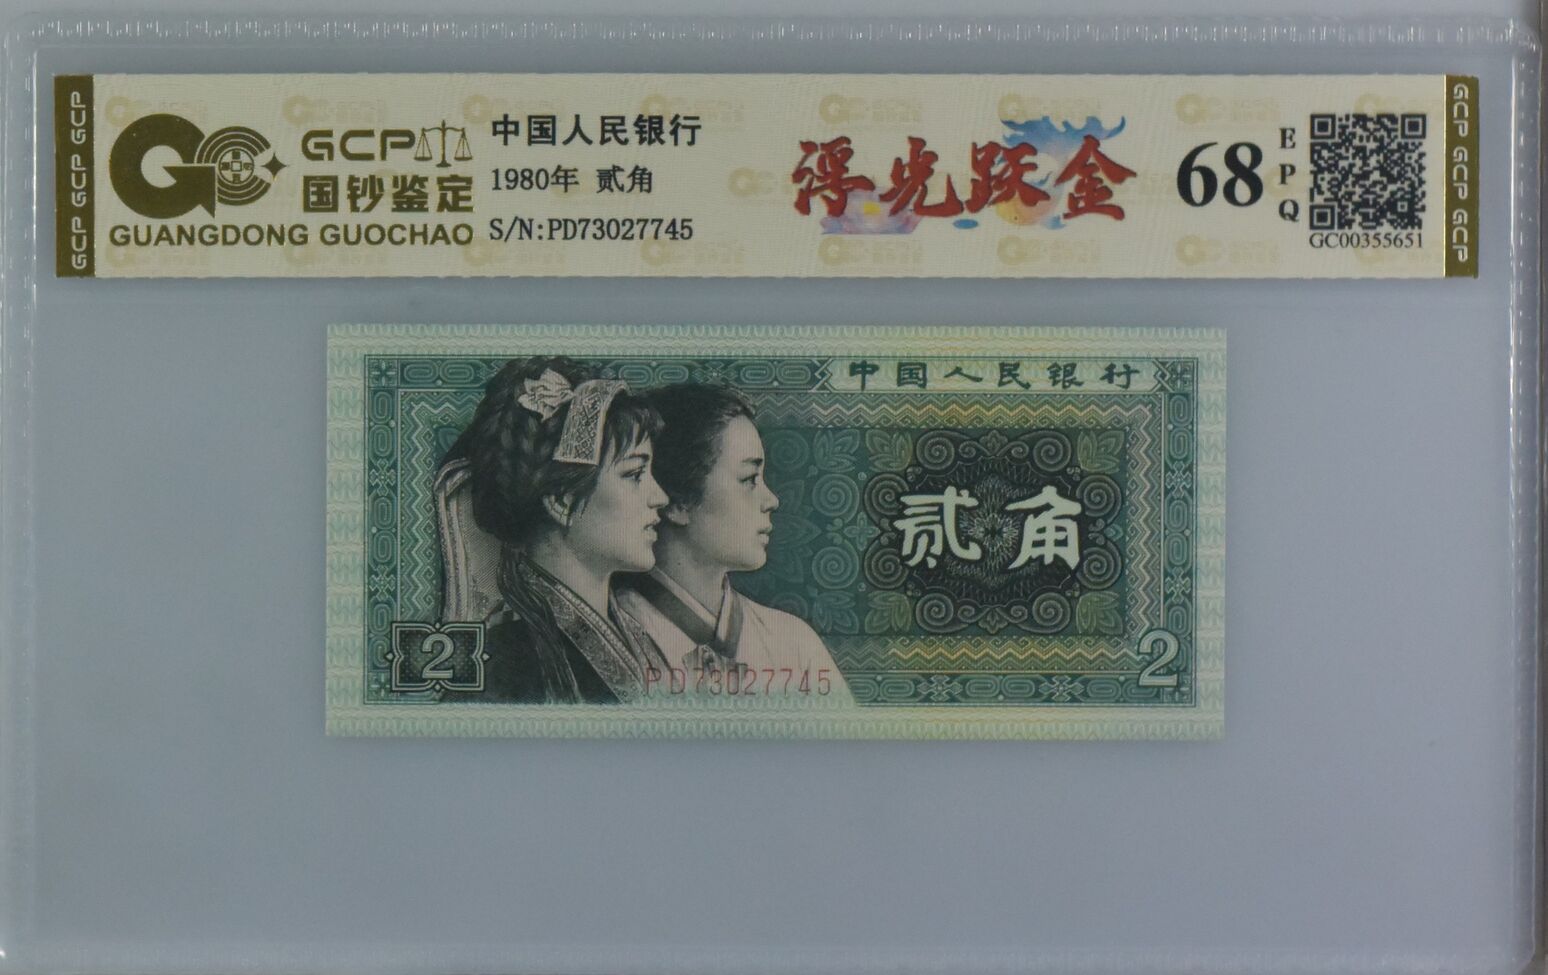 GCP GCP GCP
GCP
国钞鉴定
GUANGDONG GUOCHAO
中国人民银行
1980年 贰角
S/N:PD73027745
浮光跃金
68
EPQ
GC00355651
GCP GCP GCP
中国人民银行
贰角
2
2
PD73027745